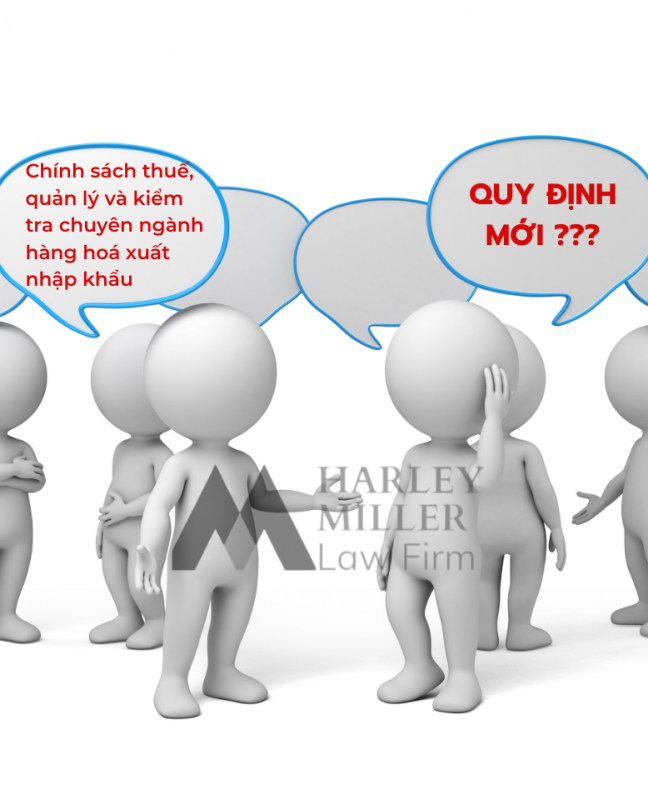 Chính sách thuế,
quản lý và kiểm
tra chuyên ngành
hàng hoá xuất
nhập khẩu
QUY ĐỊNH
MỚI ???
HARLEY
MILLER
Law Firm